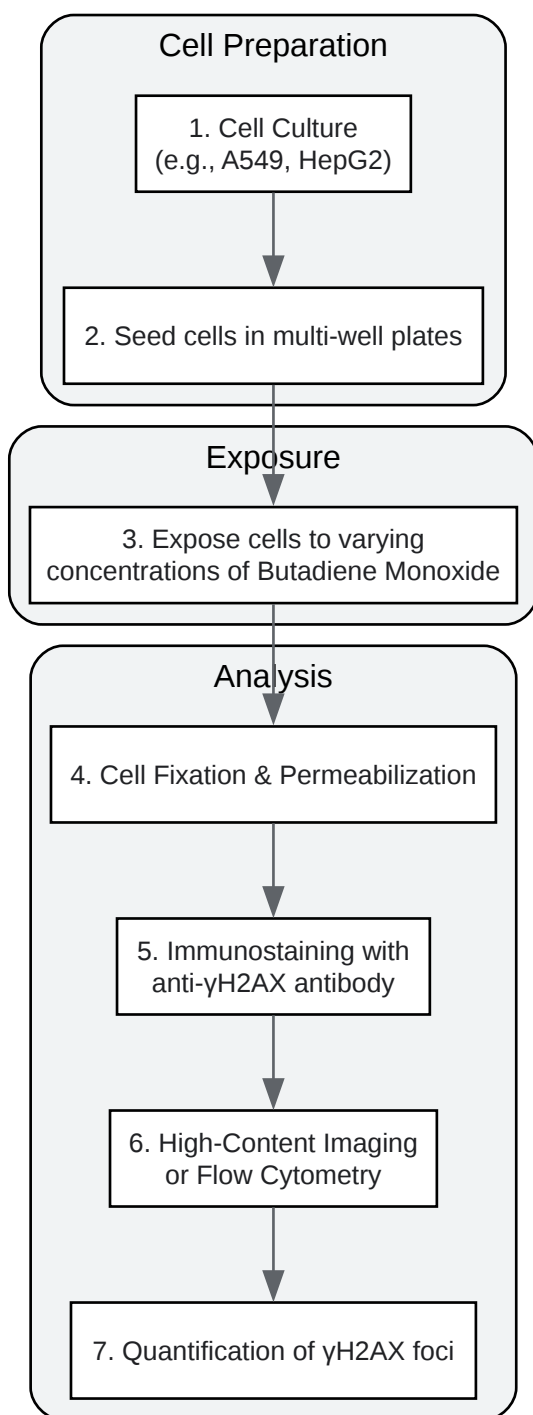 Cell Preparation
1. Cell Culture
(e.g., A549, HepG2)
2. Seed cells in multi-well plates
Exposure
3. Expose cells to varying
concentrations of Butadiene Monoxide
Analysis
4. Cell Fixation & Permeabilization
5. Immunostaining with
anti-γH2AX antibody
6. High-Content Imaging
or Flow Cytometry
7. Quantification of γH2AX foci